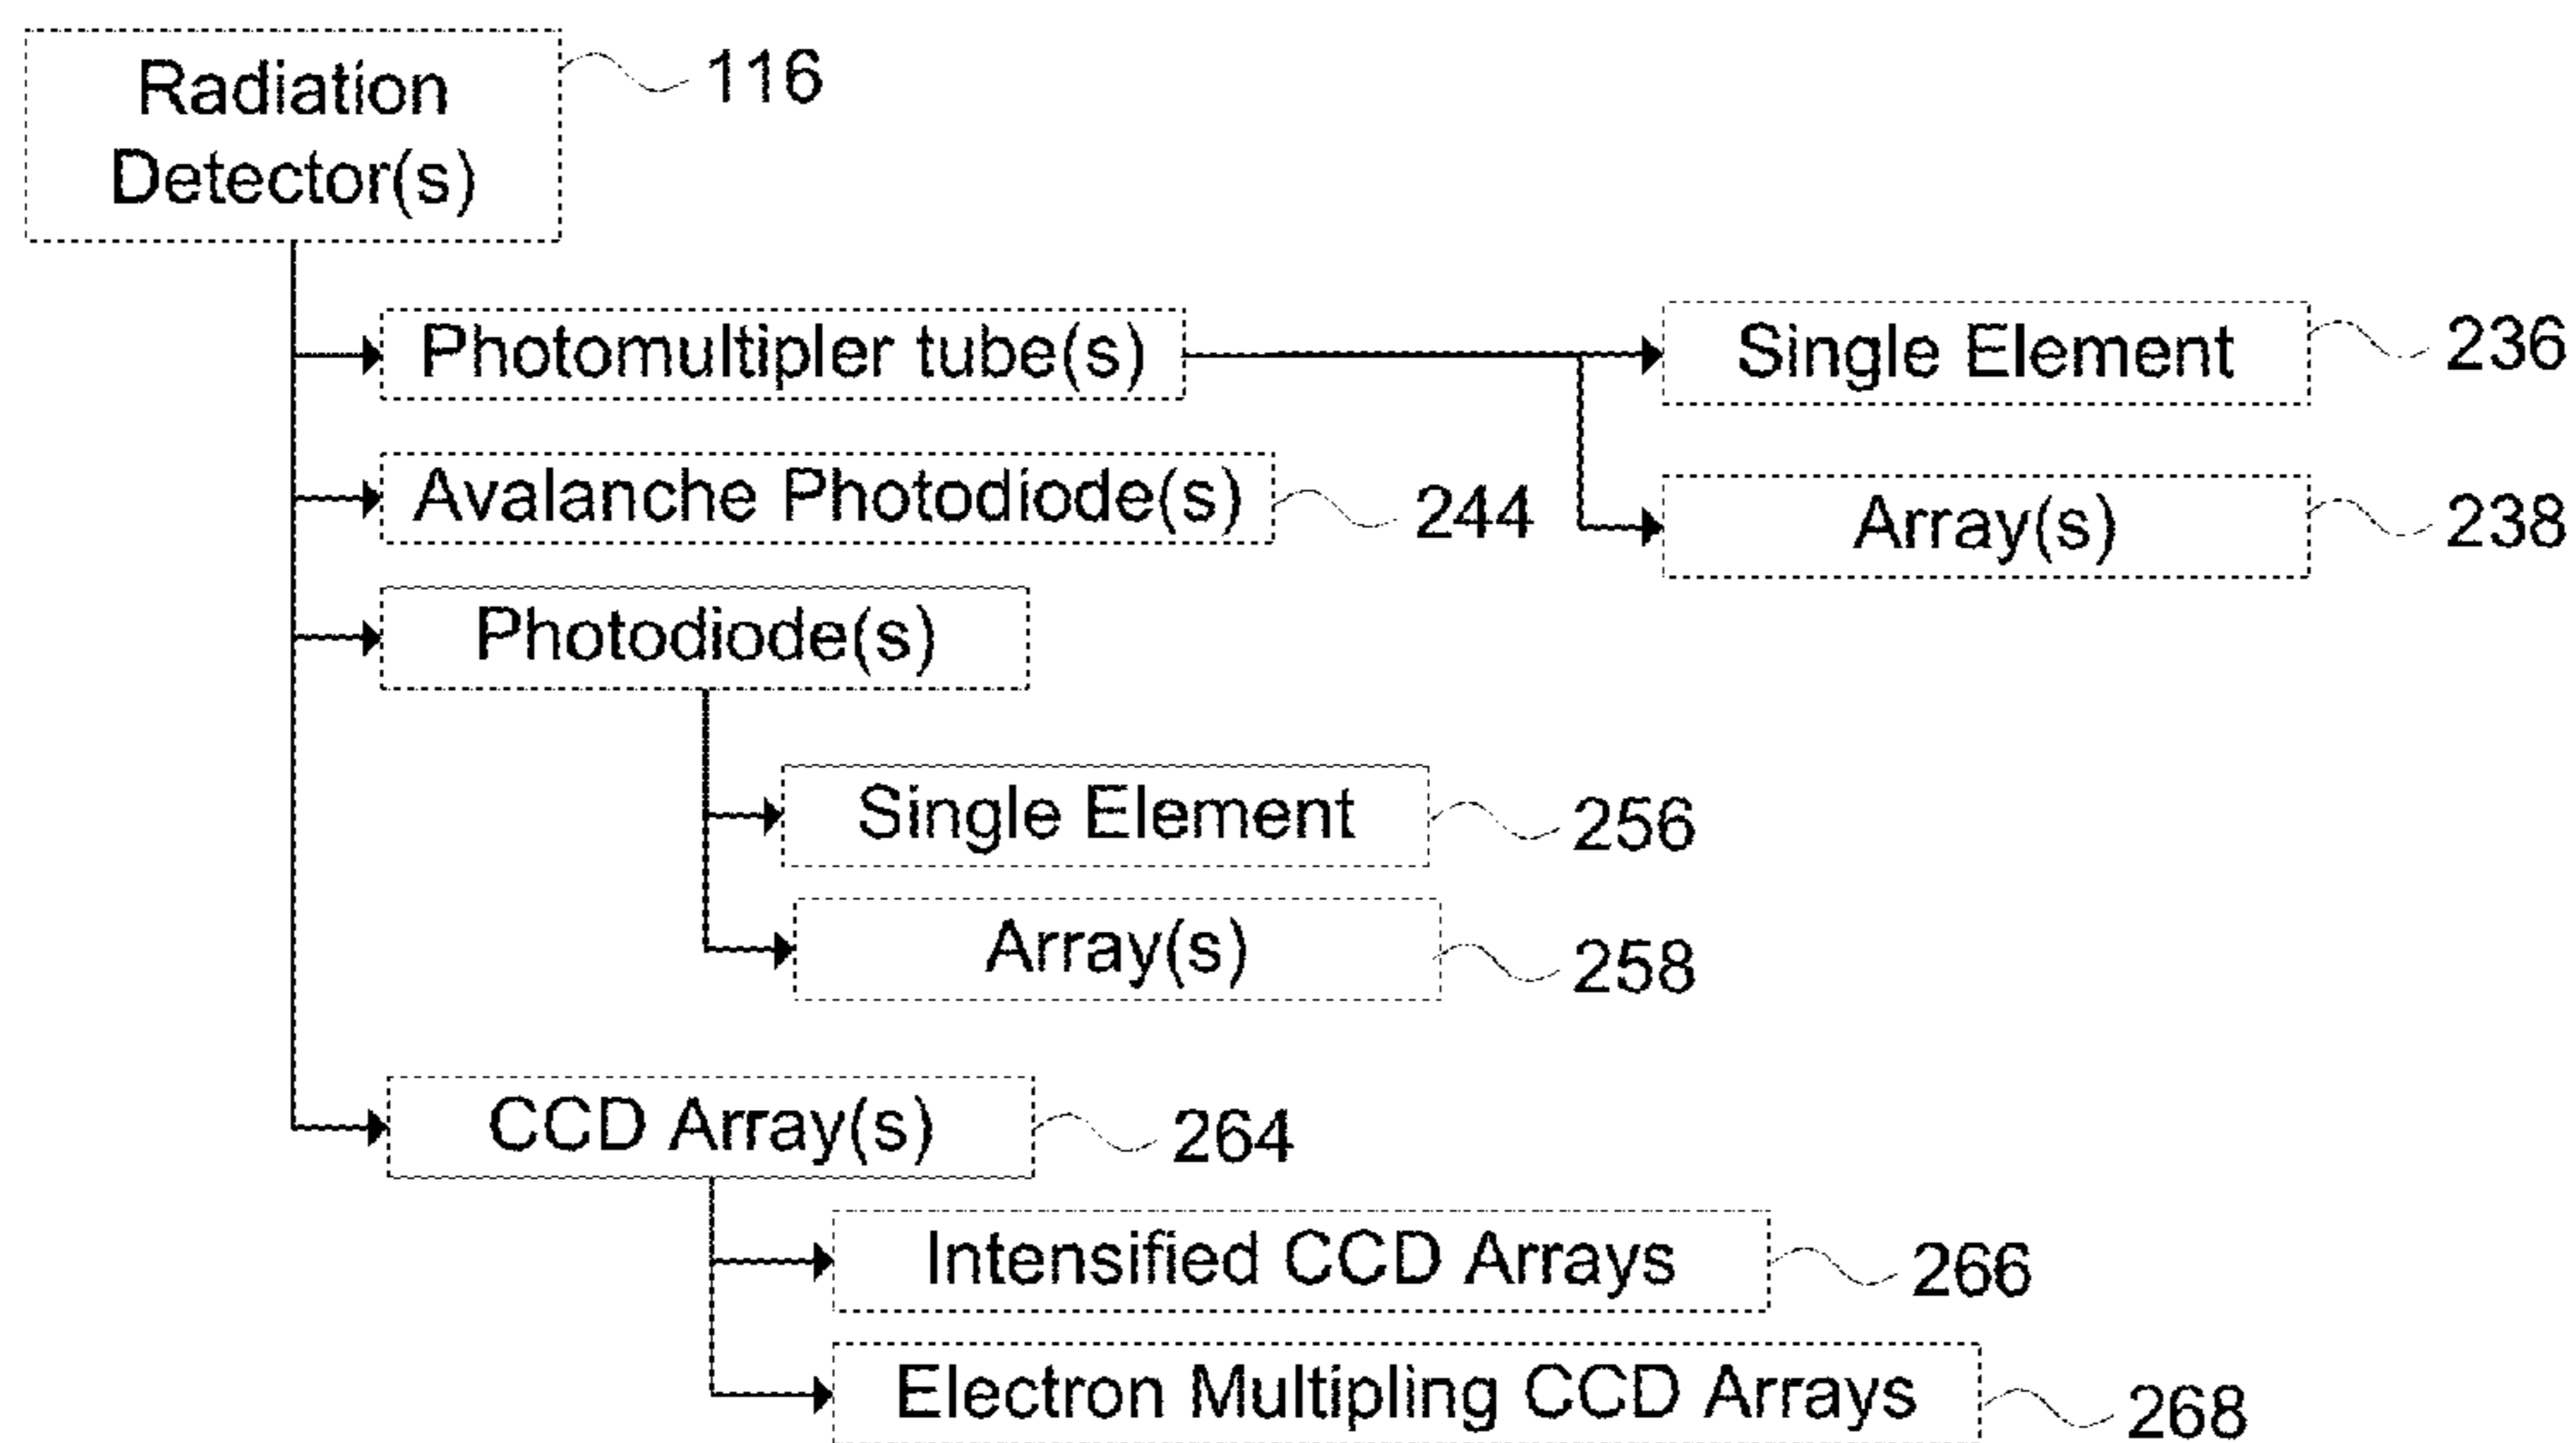 Radiation
Detector(s)
116
Photomultipler tube(s)
Single Element
236
Avalanche Photodiode(s)
244
Array(s)
238
Photodiode(s)
Single Element
256
Array(s)
258
CCD Array(s)
264
Intensified CCD Arrays
266
Electron Multipling CCD Arrays
268